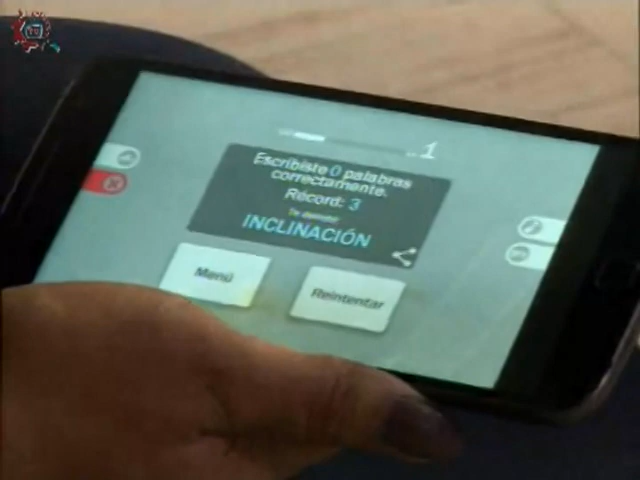 1
Escribiste 0 palabras
correctamente.
Récord: 3
INCLINACIÓN
Menú
Reintentar